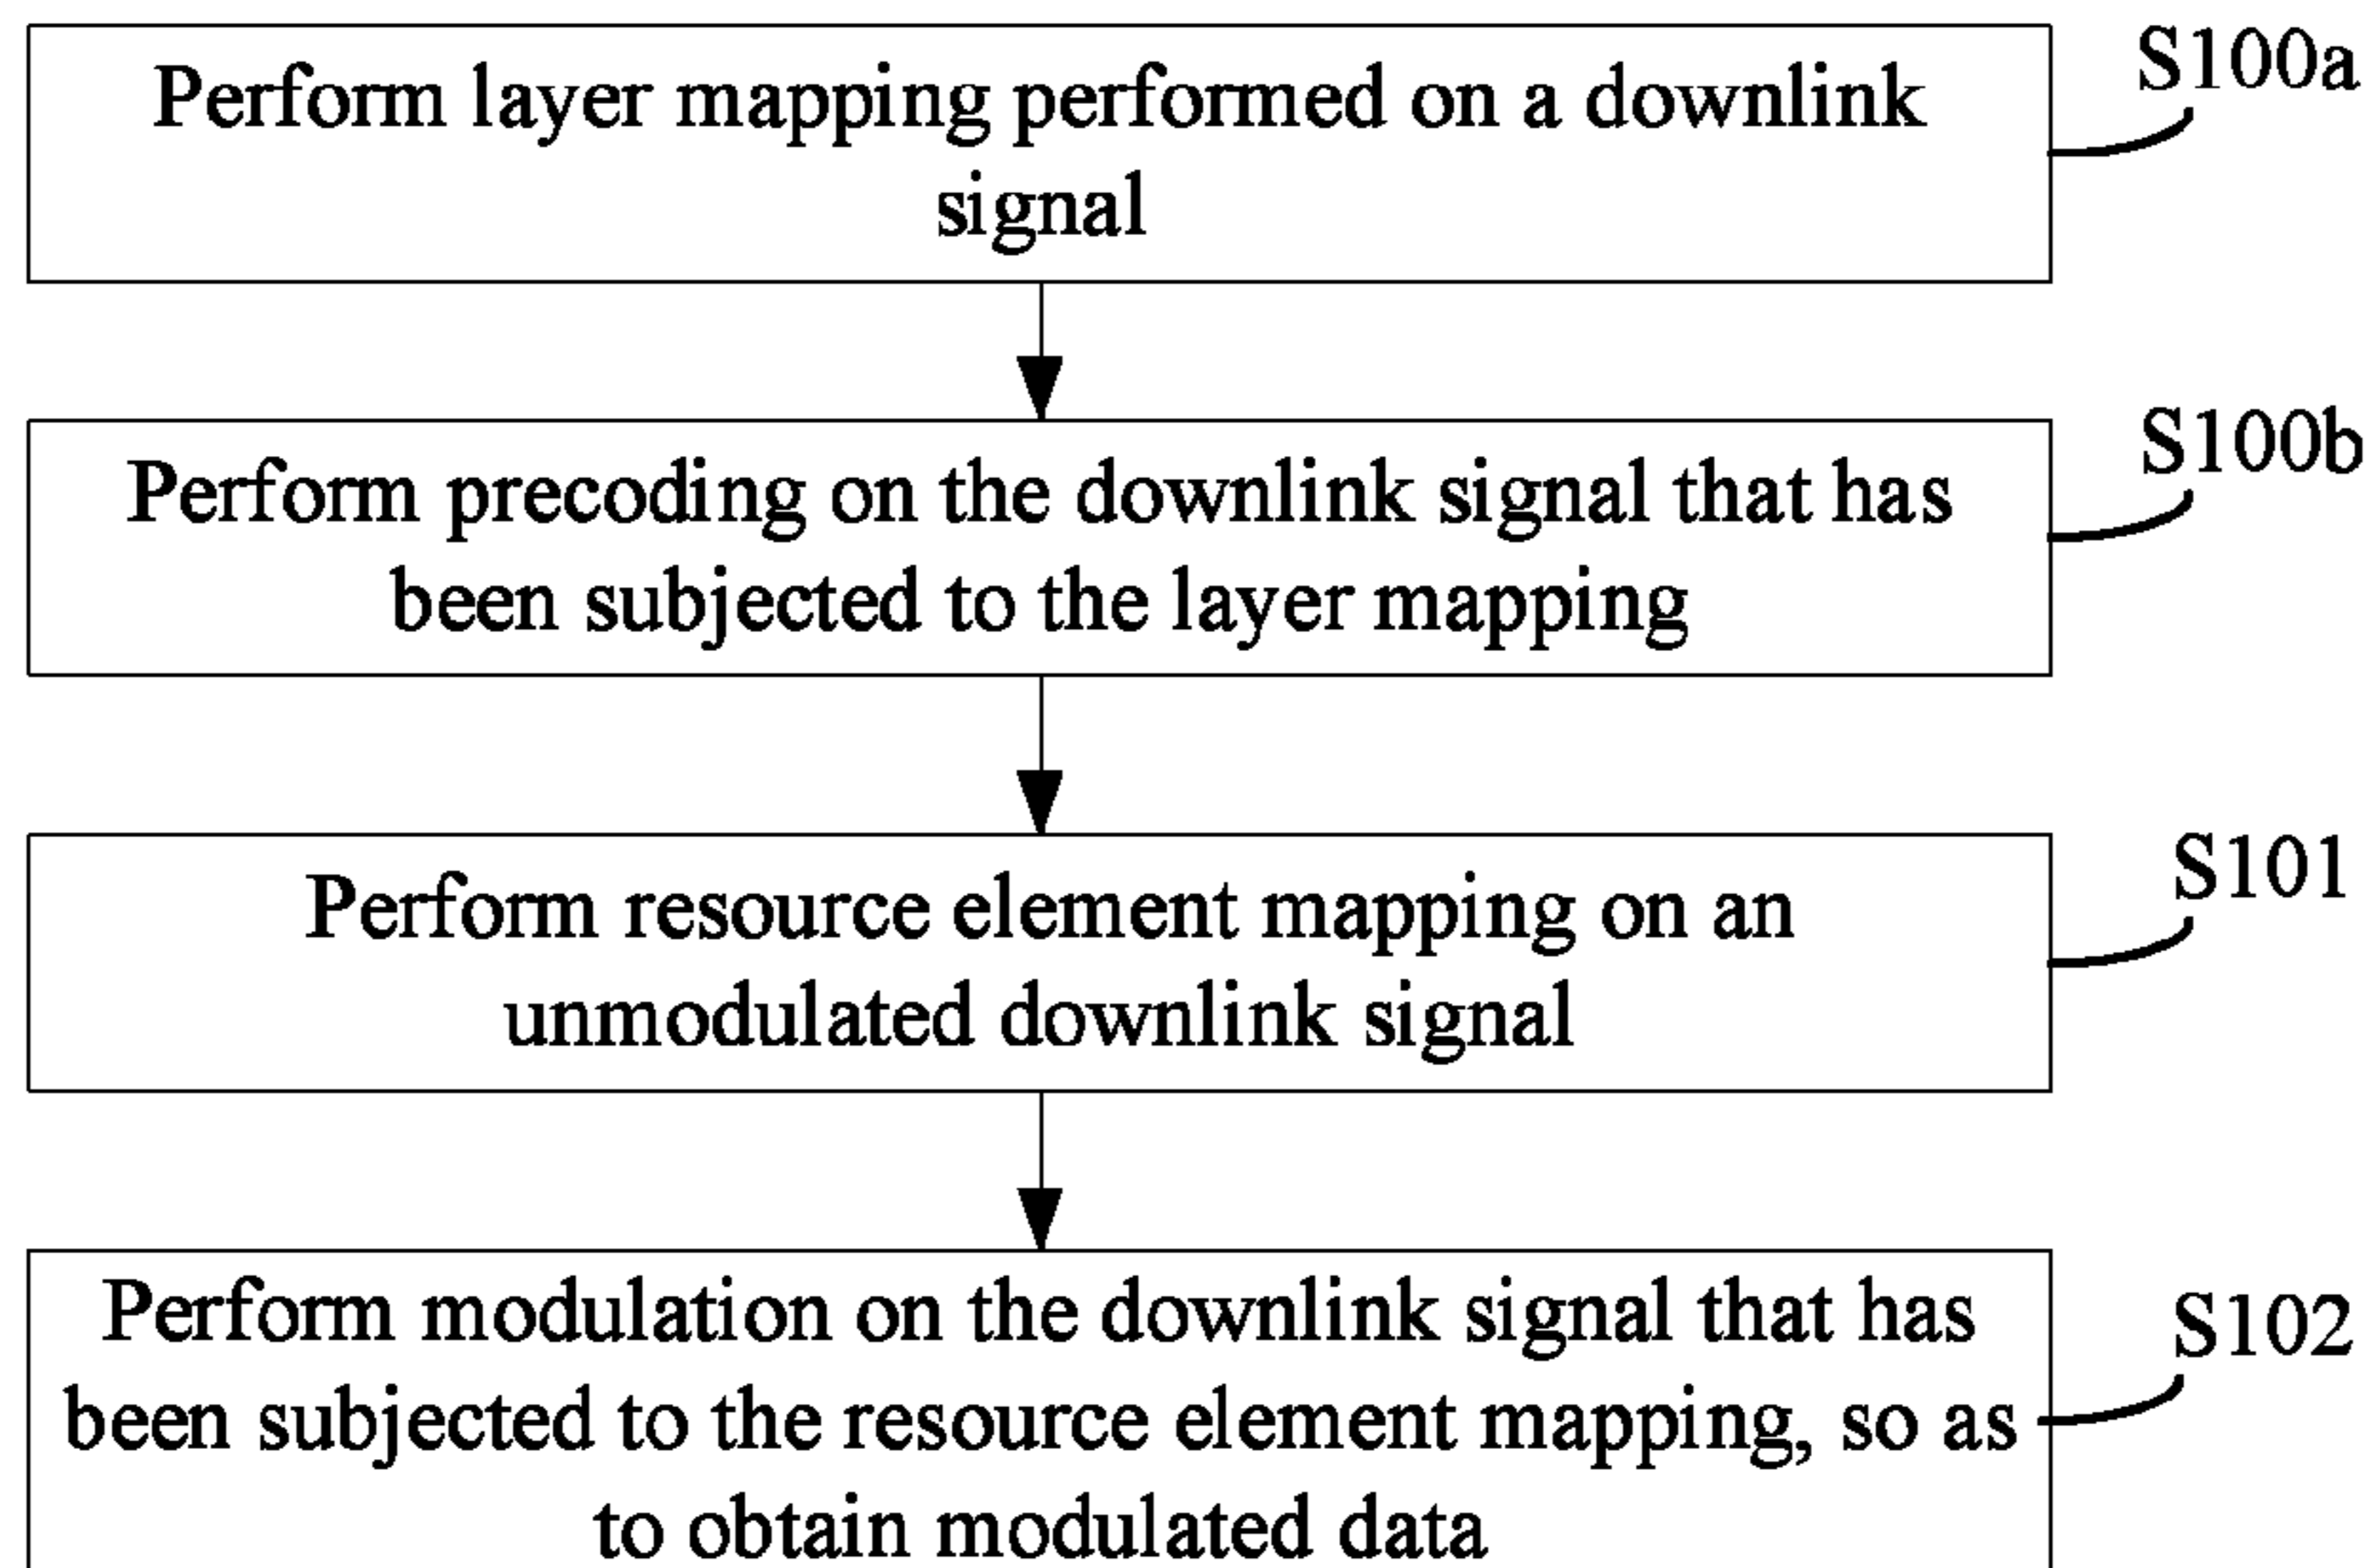 Perform layer mapping performed on a downlink
signal
S100a
Perform precoding on the downlink signal that has
been subjected to the layer mapping
S100b
Perform resource element mapping on an
unmodulated downlink signal
S101
Perform modulation on the downlink signal that has
been subjected to the resource element mapping, so as
to obtain modulated data
S102